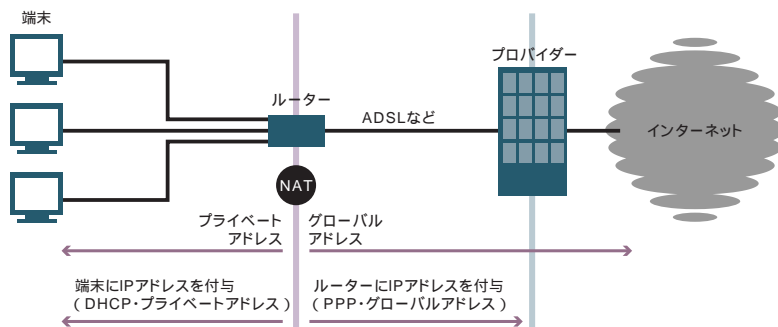 端末
プロバイダー
ルーター
ADSLなど
インターネット
NAT
プライベート
アドレス
グローバル
アドレス
端末にIPアドレスを付与
（DHCP・プライベートアドレス）
ルーターにIPアドレスを付与
（PPP・グローバルアドレス）